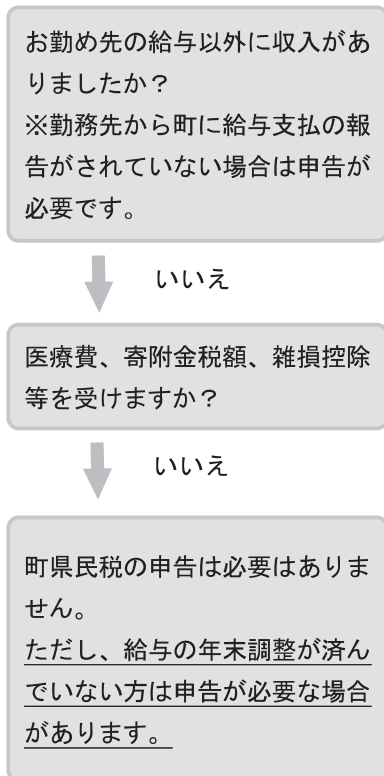 お勤め先の給与以外に収入があ
りましたか？
※勤務先から町に給与支払の報
告がされていない場合は申告が
必要です。
いいえ
医療費、寄附金税額、雑損控除
等を受けますか？
いいえ
町県民税の申告は必要はありま
せん。
ただし、給与の年末調整が済ん
でいない方は申告が必要な場合
があります。